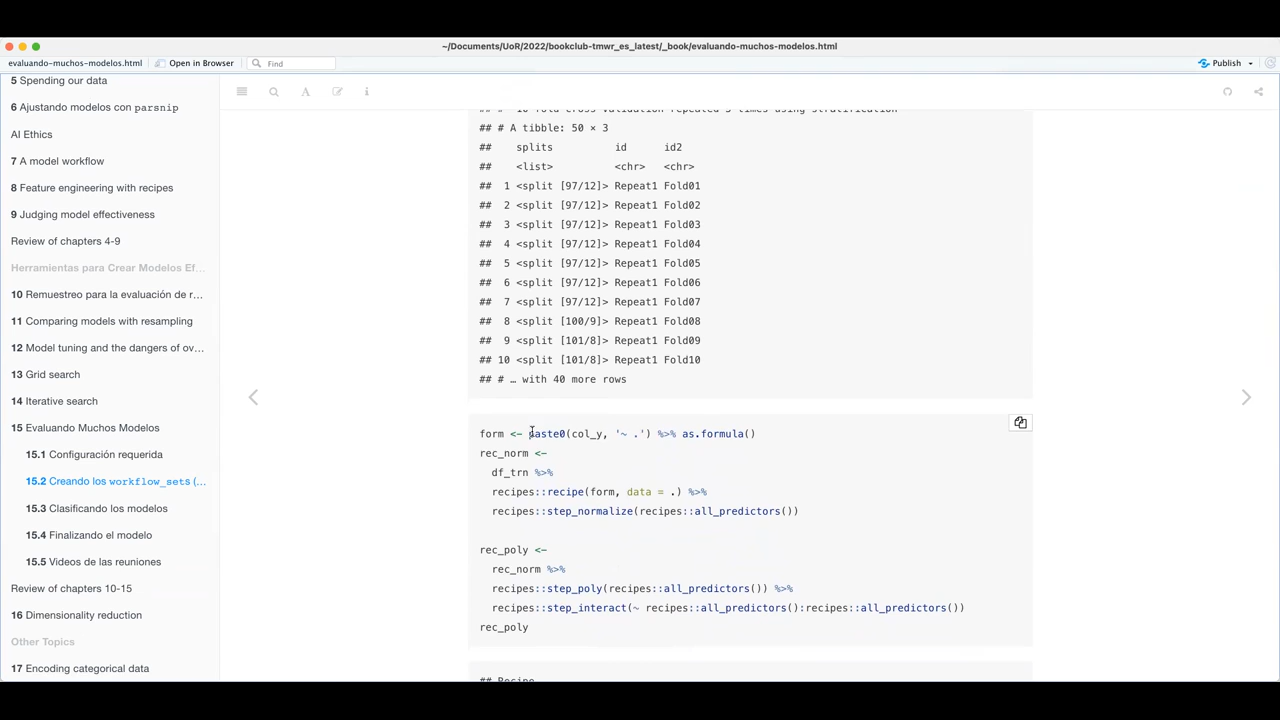 ~/Documents/UoR/2022/bookclub-tmwr_es_latest/_book/evaluando-muchos-modelos.html
evaluando-muchos-modelos.html
Open in Browser
Find
Publish
5 Spending our data
6 Ajustando modelos con parsnip
AI Ethics
7 A model workflow
8 Feature engineering with recipes
9 Judging model effectiveness
Review of chapters 4-9
Herramientas para Crear Modelos Ef...
10 Remuestreo para la evaluación de r...
11 Comparing models with resampling
12 Model tuning and the dangers of ov...
13 Grid search
14 Iterative search
15 Evaluando Muchos Modelos
15.1 Configuración requerida
15.2 Creando los workflow_sets (...
15.3 Clasificando los modelos
15.4 Finalizando el modelo
15.5 Videos de las reuniones
Review of chapters 10-15
16 Dimensionality reduction
Other Topics
17 Encoding categorical data
## # 10-fold cross-validation repeated 5 times using stratification
## # A tibble: 50 × 3
## splits id id2
## <list> <chr> <chr>
## 1 <split [97/12]> Repeat1 Fold01
## 2 <split [97/12]> Repeat1 Fold02
## 3 <split [97/12]> Repeat1 Fold03
## 4 <split [97/12]> Repeat1 Fold04
## 5 <split [97/12]> Repeat1 Fold05
## 6 <split [97/12]> Repeat1 Fold06
## 7 <split [97/12]> Repeat1 Fold07
## 8 <split [100/9]> Repeat1 Fold08
## 9 <split [101/8]> Repeat1 Fold09
## 10 <split [101/8]> Repeat1 Fold10
## # … with 40 more rows
form <- paste0(col_y, '~ .') %>% as.formula()
rec_norm <-
df_trn %>%
recipes::recipe(form, data = .) %>%
recipes::step_normalize(recipes::all_predictors())
rec_poly <-
rec_norm %>%
recipes::step_poly(recipes::all_predictors()) %>%
recipes::step_interact(~ recipes::all_predictors():recipes::all_predictors())
rec_poly
## Recipe